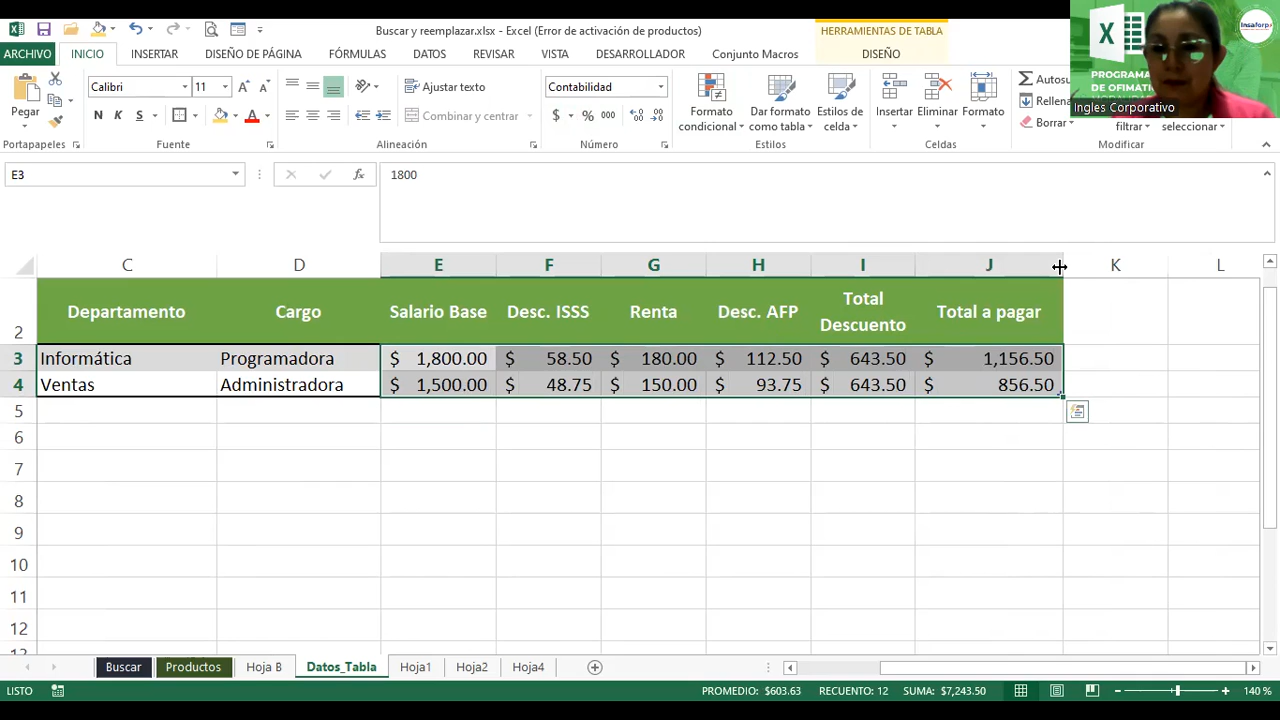 Buscar y reemplazar.xlsx - Excel (Error de activación de productos)
HERRAMIENTAS DE TABLA
ARCHIVO INICIO INSERTAR DISEÑO DE PÁGINA FÓRMULAS DATOS REVISAR VISTA DESARROLLADOR Conjunto Macros DISEÑO
Insaforp
PROGRAMA
DE OFIMÁTI
Ingles Corporativo
Pegar
Calibri 11
N K S
Ajustar texto
Combinar y centrar
Contabilidad
$ % 000
Formato
condicional
Dar formato
como tabla
Estilos de
celda
Insertar
Eliminar
Formato
Autosu
Rellena
Borrar
filtrar
seleccionar
Portapapeles Fuente Alineación Número Estilos Celdas Modificar
E3 fx 1800
C D E F G H I J K L
2 Departamento Cargo Salario Base Desc. ISSS Renta Desc. AFP Total Descuento Total a pagar
3 Informática Programadora $ 1,800.00 $ 58.50 $ 180.00 $ 112.50 $ 643.50 $ 1,156.50
4 Ventas Administradora $ 1,500.00 $ 48.75 $ 150.00 $ 93.75 $ 643.50 $ 856.50
5
6
7
8
9
10
11
12
Buscar Productos Hoja B Datos_Tabla Hoja1 Hoja2 Hoja4
LISTO PROMEDIO: $603.63 RECUENTO: 12 SUMA: $7,243.50 140 %